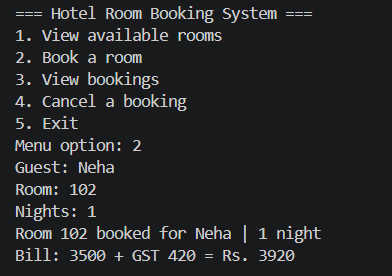 === Hotel Room Booking System ===
1. View available rooms
2. Book a room
3. View bookings
4. Cancel a booking
5. Exit
Menu option: 2
Guest: Neha
Room: 102
Nights: 1
Room 102 booked for Neha | 1 night
Bill: 3500 + GST 420 = Rs. 3920